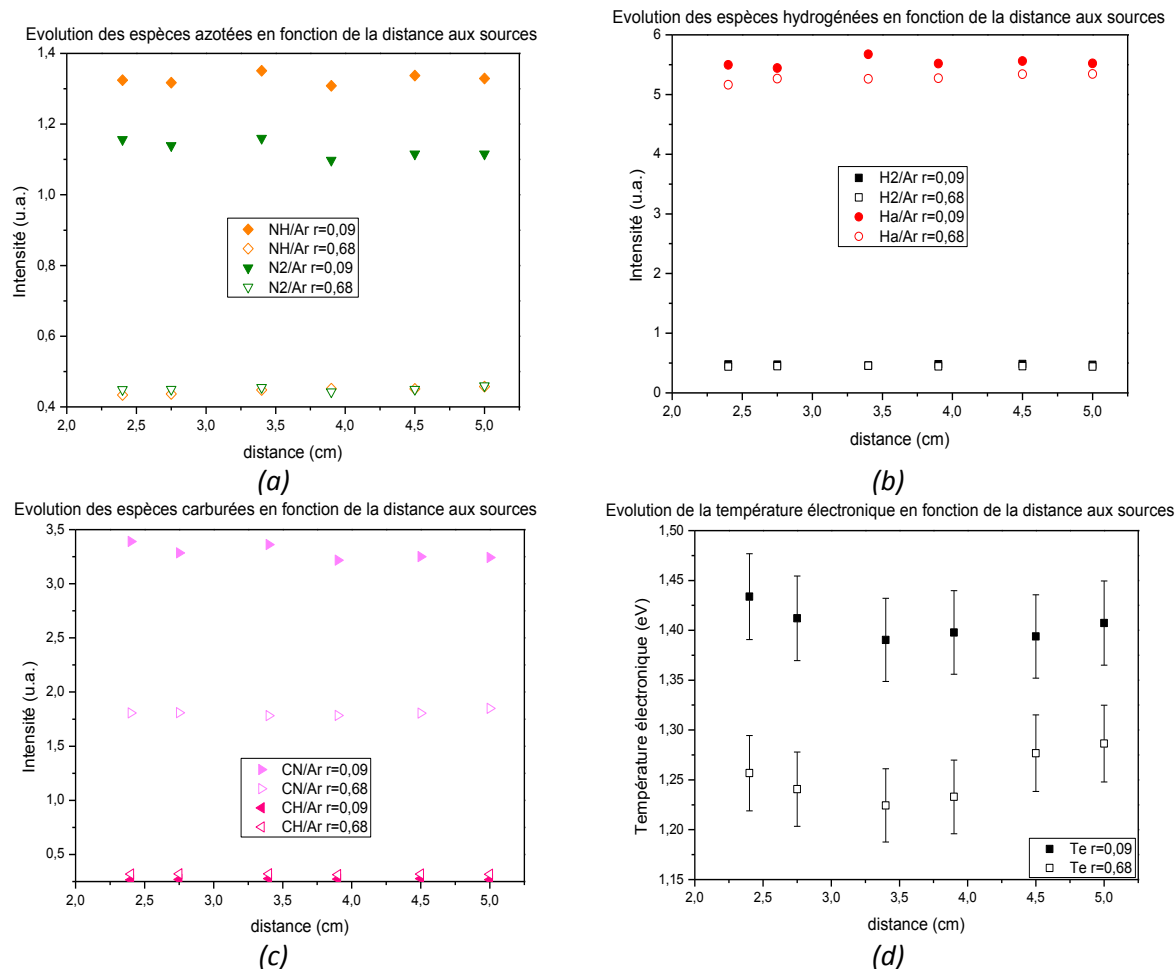 Evolution des espèces azotées en fonction de la distance aux sources
1,4
1,2
1,0
0,8
0,6
0,4
Intensité (u.a.)
NH/Ar r=0,09
NH/Ar r=0,68
N2/Ar r=0,09
N2/Ar r=0,68
2,0 2,5 3,0 3,5 4,0 4,5 5,0
distance (cm)
(a)
Evolution des espèces hydrogénées en fonction de la distance aux sources
6
5
4
3
2
1
0
Intensité (u.a.)
H2/Ar r=0,09
H2/Ar r=0,68
Ha/Ar r=0,09
Ha/Ar r=0,68
2,0 2,5 3,0 3,5 4,0 4,5 5,0
distance (cm)
(b)
Evolution des espèces carburées en fonction de la distance aux sources
3,5
3,0
2,5
2,0
1,5
1,0
0,5
Intensité (u.a.)
CN/Ar r=0,09
CN/Ar r=0,68
CH/Ar r=0,09
CH/Ar r=0,68
2,0 2,5 3,0 3,5 4,0 4,5 5,0
distance (cm)
(c)
Evolution de la température électronique en fonction de la distance aux sources
1,50
1,45
1,40
1,35
1,30
1,25
1,20
1,15
Température électronique (eV)
Te r=0,09
Te r=0,68
2,0 2,5 3,0 3,5 4,0 4,5 5,0
distance (cm)
(d)